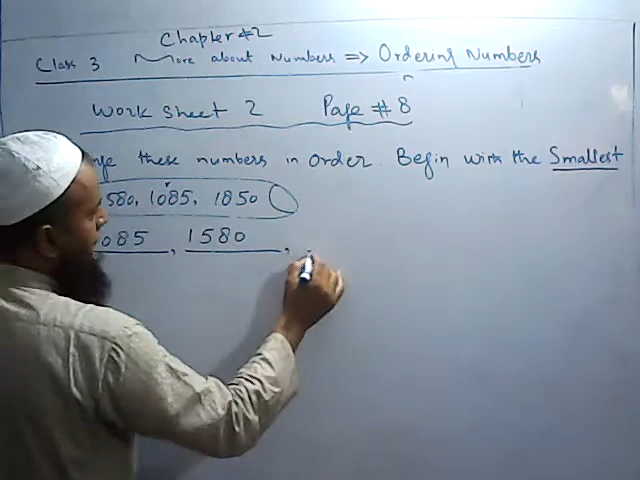 Chapter #2
Class 3 More about Numbers => Ordering Numbers
Work Sheet 2 Page # 8
these numbers in order. Begin with the Smallest
580, 1085, 1850
085, 1580,